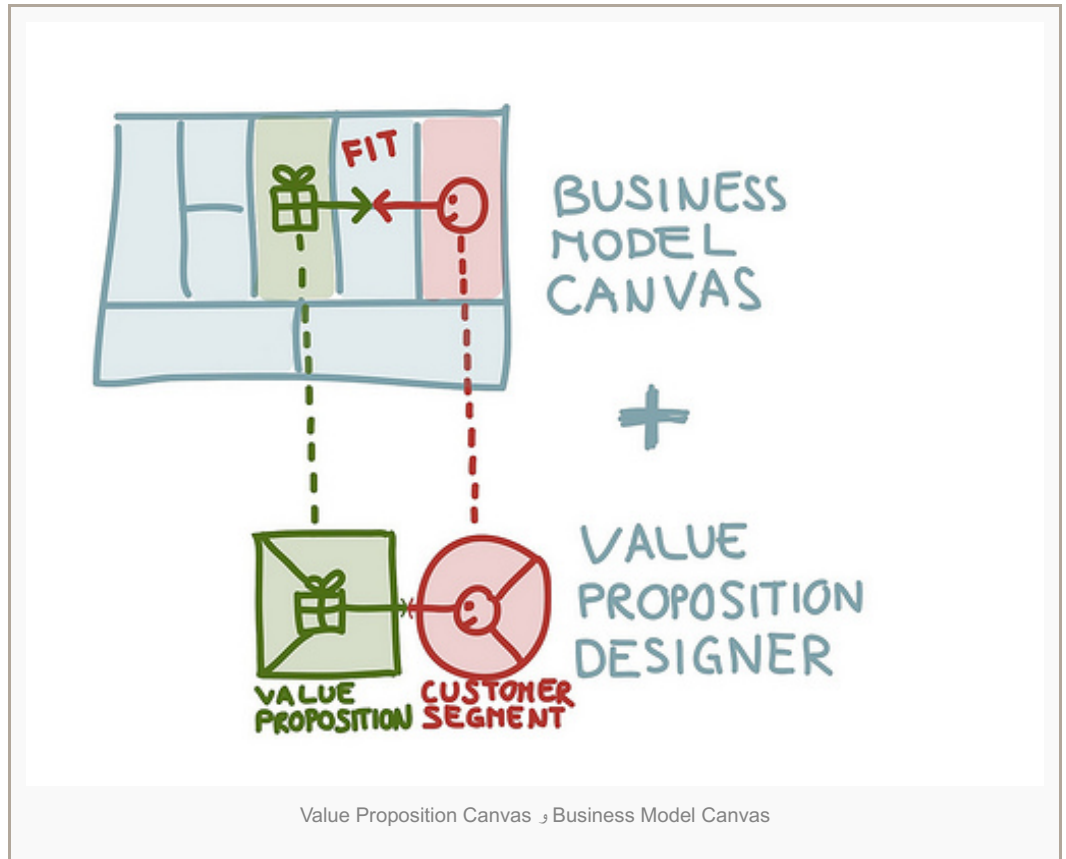 FIT
BUSINESS
MODEL
CANVAS
VALUE
PROPOSITION
DESIGNER
VALUE
PROPOSITION
CUSTOMER
SEGMENT
Value Proposition Canvas و Business Model Canvas